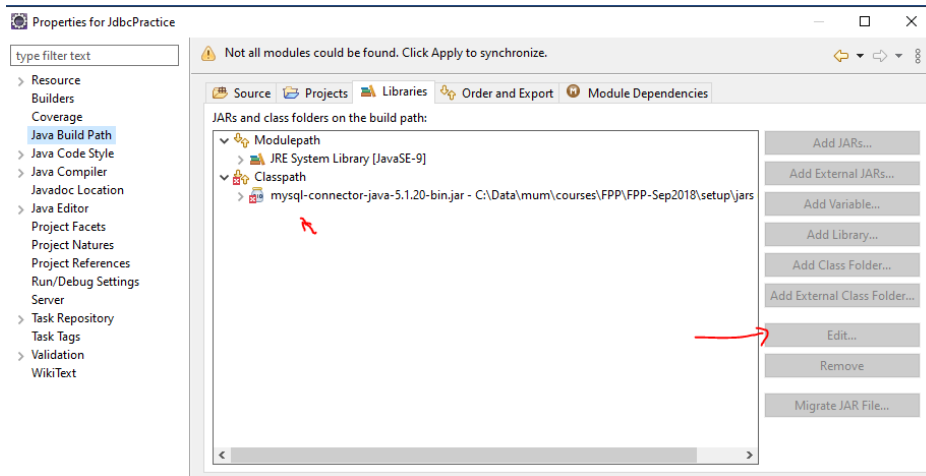 Properties for JdbcPractice
type filter text
Not all modules could be found. Click Apply to synchronize.
Resource
Builders
Coverage
Java Build Path
Java Code Style
Java Compiler
Javadoc Location
Java Editor
Project Facets
Project Natures
Project References
Run/Debug Settings
Server
Task Repository
Task Tags
Validation
WikiText
Source
Projects
Libraries
Order and Export
Module Dependencies
JARs and class folders on the build path:
Modulepath
JRE System Library [JavaSE-9]
Classpath
mysql-connector-java-5.1.20-bin.jar - C:\Data\mum\courses\FPP\FPP-Sep2018\setup\jars
Add JARs...
Add External JARs...
Add Variable...
Add Library...
Add Class Folder...
Add External Class Folder...
Edit...
Remove
Migrate JAR File...